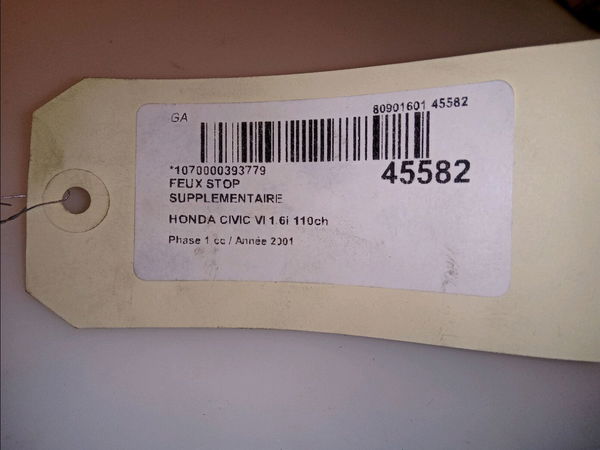 GA
80901601 45582
*1070000393779
45582
FEUX STOP
SUPPLEMENTAIRE
HONDA CIVIC VI 1.6i 110ch
Phase 1 cc / Année 2001